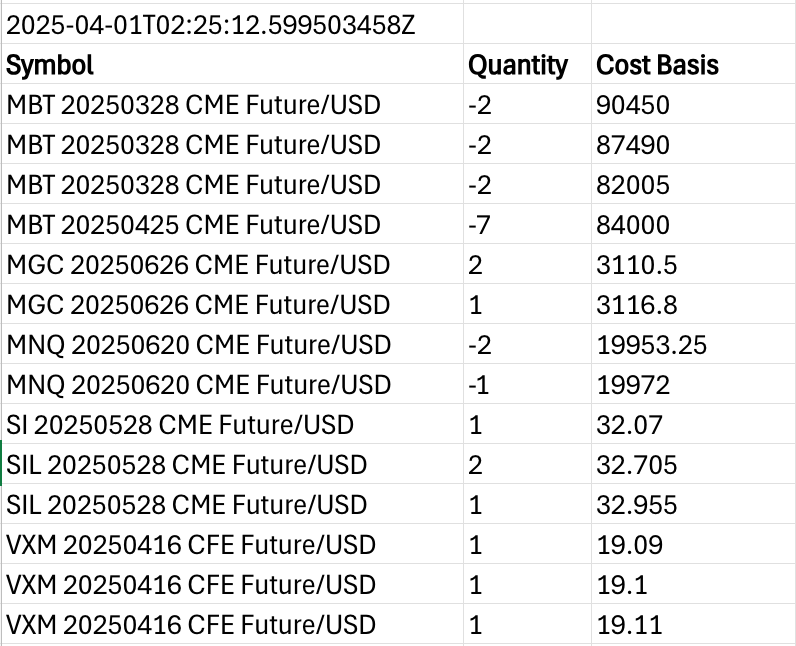 2025-04-01T02:25:12.599503458Z
Symbol Quantity Cost Basis
MBT 20250328 CME Future/USD -2 90450
MBT 20250328 CME Future/USD -2 87490
MBT 20250328 CME Future/USD -2 82005
MBT 20250425 CME Future/USD -7 84000
MGC 20250626 CME Future/USD 2 3110.5
MGC 20250626 CME Future/USD 1 3116.8
MNQ 20250620 CME Future/USD -2 19953.25
MNQ 20250620 CME Future/USD -1 19972
SI 20250528 CME Future/USD 1 32.07
SIL 20250528 CME Future/USD 2 32.705
SIL 20250528 CME Future/USD 1 32.955
VXM 20250416 CFE Future/USD 1 19.09
VXM 20250416 CFE Future/USD 1 19.1
VXM 20250416 CFE Future/USD 1 19.11